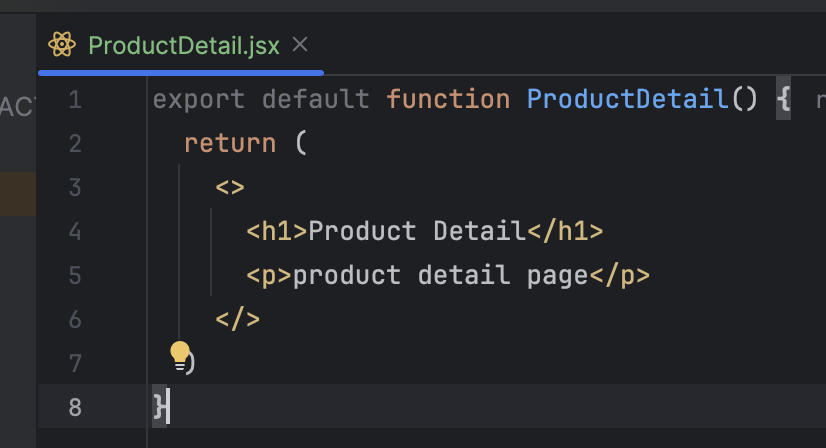 ProductDetail.jsx
1 export default function ProductDetail() {
2 return (
3 <>
4 <h1>Product Detail</h1>
5 <p>product detail page</p>
6 </>
7 )
8 }